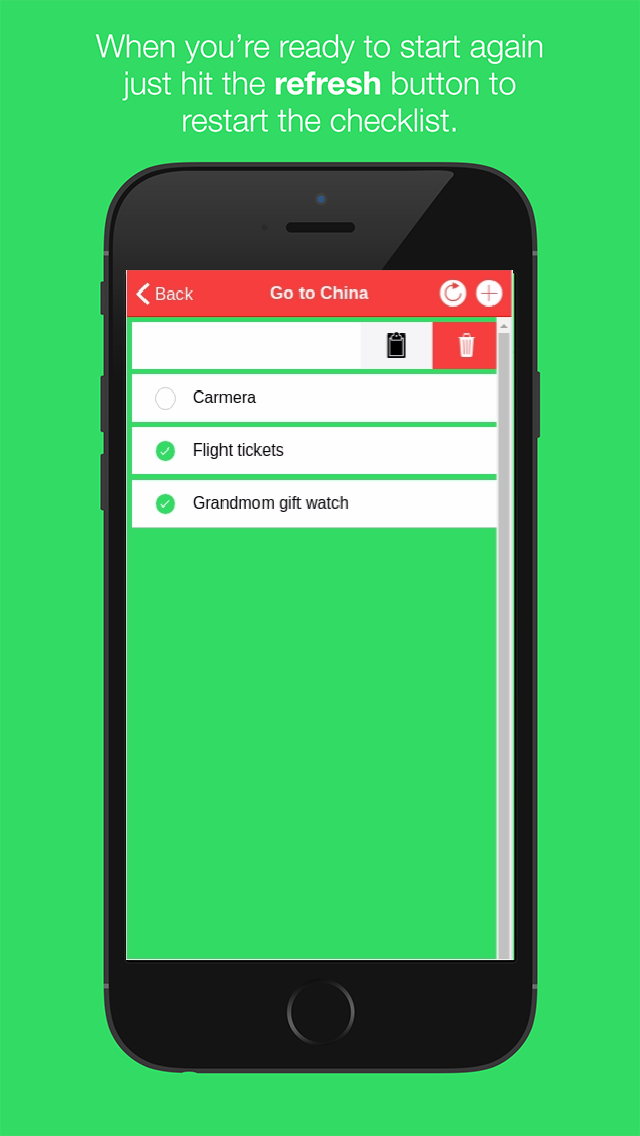 When you’re ready to start again
just hit the refresh button to
restart the checklist.
Back
Go to China
Carmera
Flight tickets
Grandmom gift watch